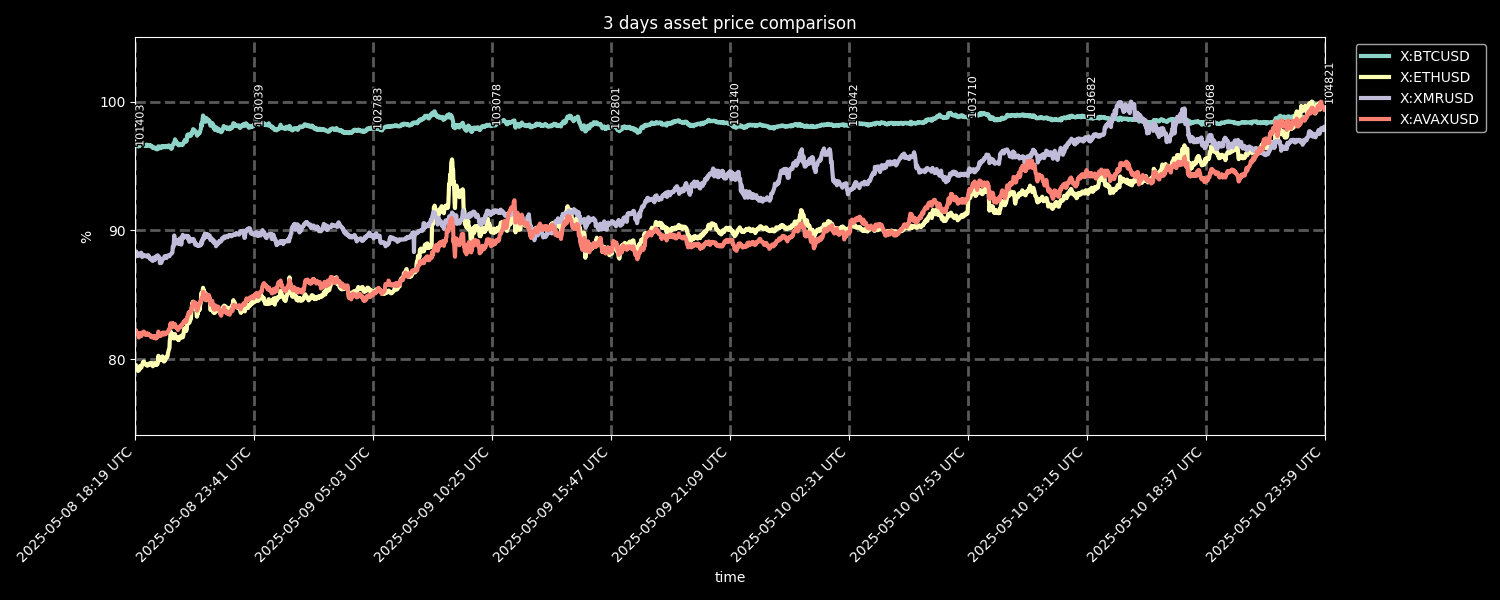 3 days asset price comparison
X:BTCUSD
X:ETHUSD
X:XMRUSD
X:AVAXUSD
100
90
80
%
101403
103039
102783
103078
102801
103140
103042
103710
103682
103068
104821
2025-05-08 18:19 UTC
2025-05-08 23:41 UTC
2025-05-09 05:03 UTC
2025-05-09 10:25 UTC
2025-05-09 15:47 UTC
2025-05-09 21:09 UTC
2025-05-10 02:31 UTC
2025-05-10 07:53 UTC
2025-05-10 13:15 UTC
2025-05-10 18:37 UTC
2025-05-10 23:59 UTC
time